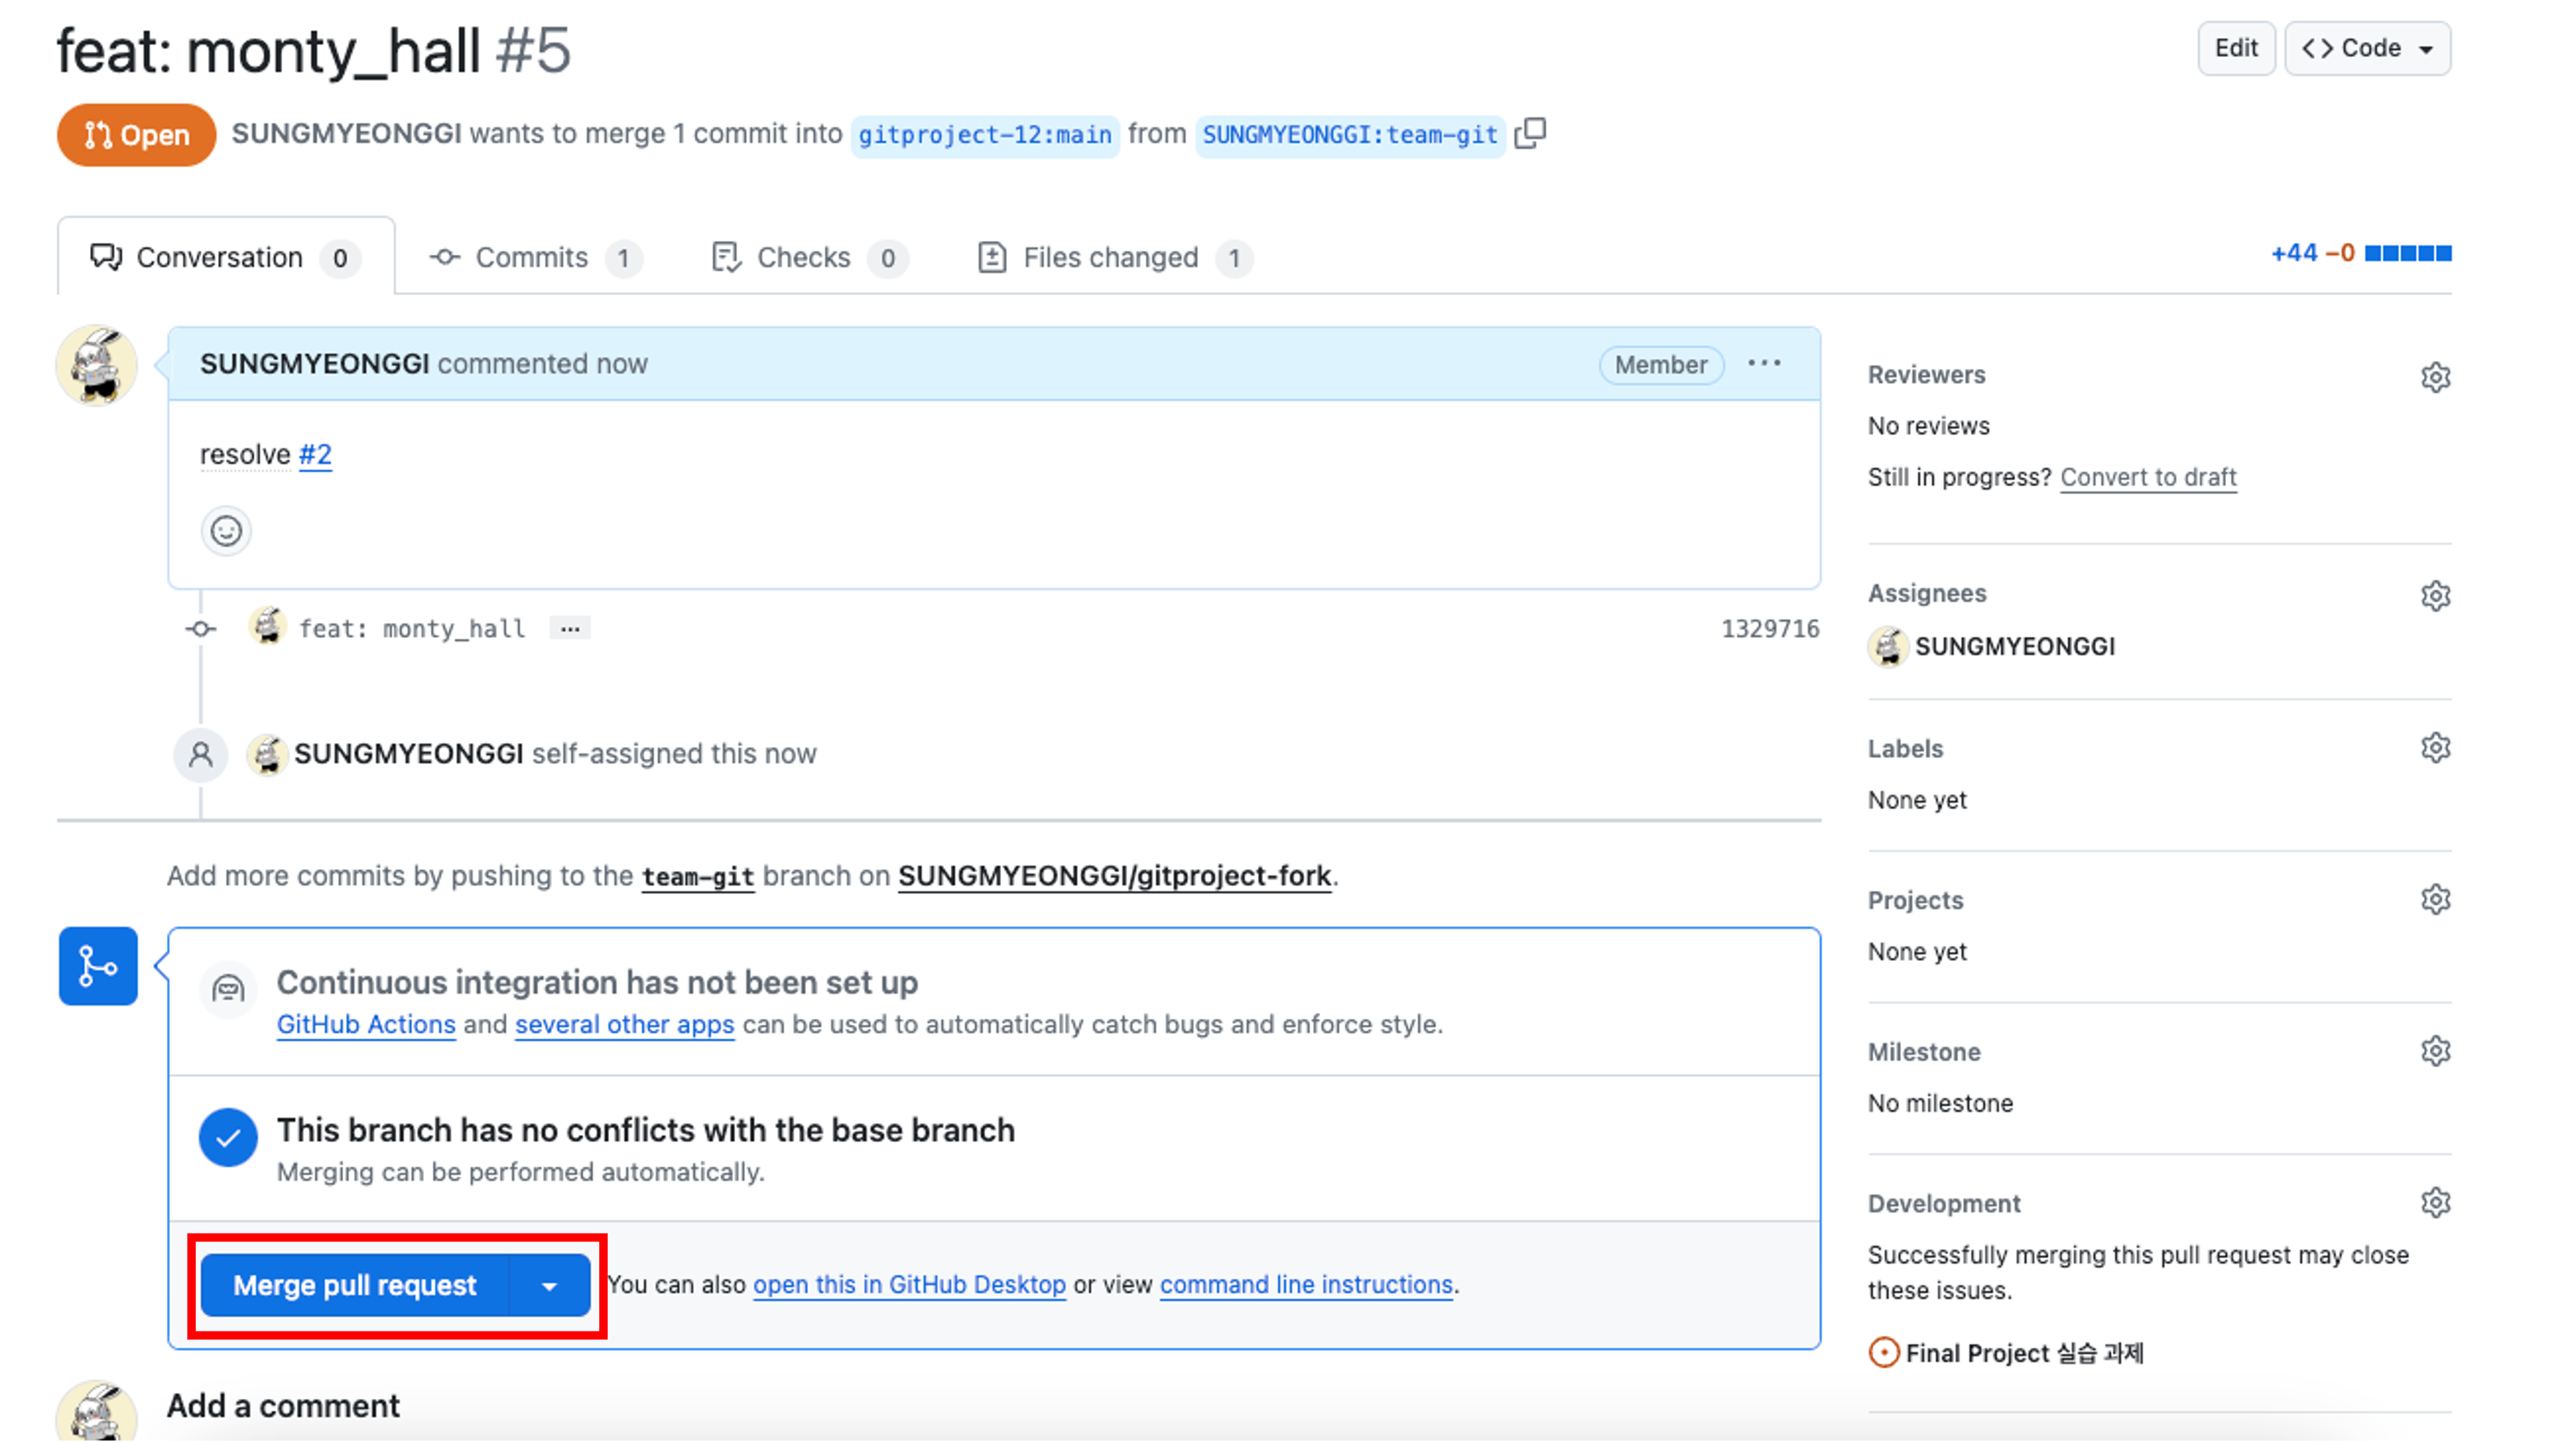 feat: monty_hall #5
Edit
<> Code
Open
SUNGMYEONGGI wants to merge 1 commit into gitproject-12:main from SUNGMYEONGGI:team-git
Conversation 0
Commits 1
Checks 0
Files changed 1
+44 −0
SUNGMYEONGGI commented now
Member
...
resolve #2
feat: monty_hall ...
1329716
SUNGMYEONGGI self-assigned this now
Add more commits by pushing to the team-git branch on SUNGMYEONGGI/gitproject-fork.
Continuous integration has not been set up
GitHub Actions and several other apps can be used to automatically catch bugs and enforce style.
This branch has no conflicts with the base branch
Merging can be performed automatically.
Merge pull request
You can also open this in GitHub Desktop or view command line instructions.
Add a comment
Reviewers
No reviews
Still in progress? Convert to draft
Assignees
SUNGMYEONGGI
Labels
None yet
Projects
None yet
Milestone
No milestone
Development
Successfully merging this pull request may close
these issues.
Final Project 실습 과제